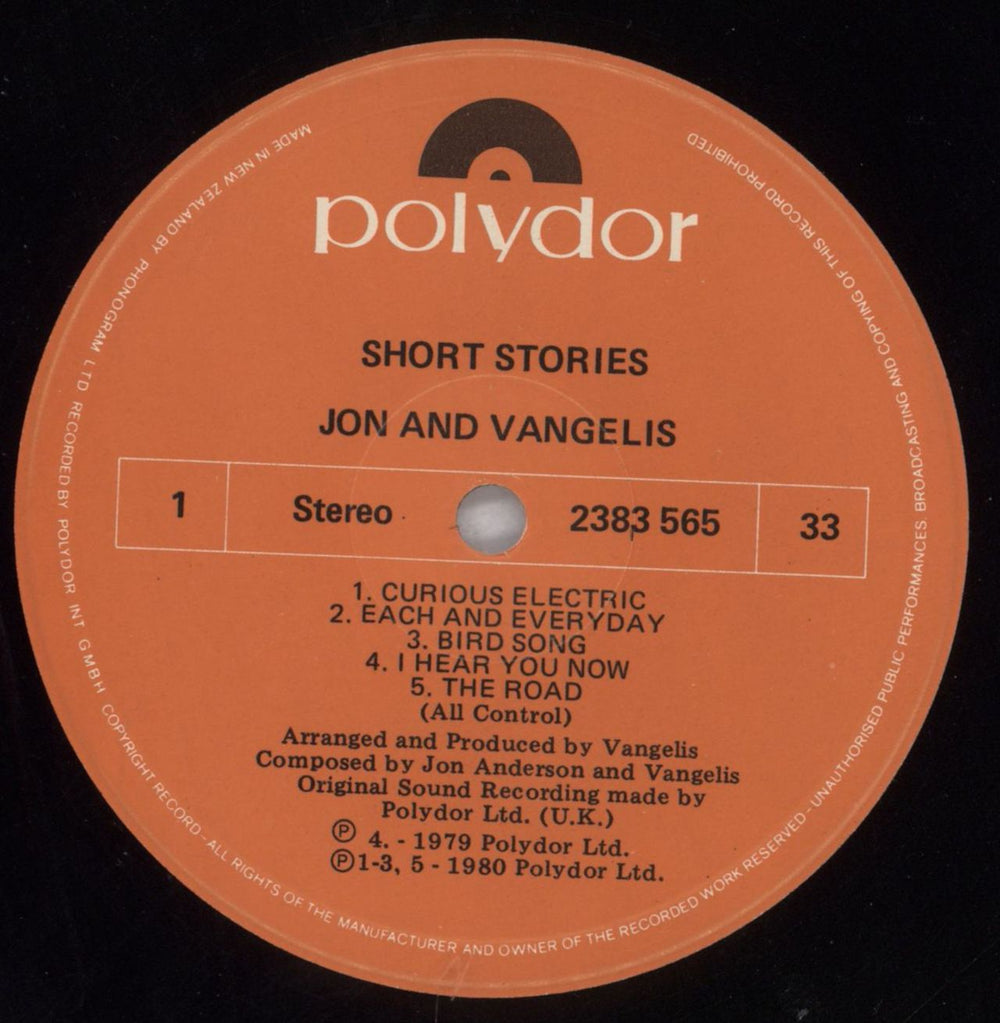 polydor
SHORT STORIES
JON AND VANGELIS
1 Stereo 2383 565 33
1. CURIOUS ELECTRIC
2. EACH AND EVERYDAY
3. BIRD SONG
4. I HEAR YOU NOW
5. THE ROAD
(All Control)
Arranged and Produced by Vangelis
Composed by Jon Anderson and Vangelis
Original Sound Recording made by
Polydor Ltd. (U.K.)
Ⓟ 4. - 1979 Polydor Ltd.
Ⓟ1-3, 5 - 1980 Polydor Ltd.
MADE IN NEW ZEALAND BY PHONOGRAM LTD RECORDED BY POLYDOR INT GMBH COPYRIGHT RECORD - ALL RIGHTS OF THE MANUFACTURER AND OWNER OF THE RECORDED WORK RESERVED - UNAUTHORISED PUBLIC PERFORMANCES. BROADCASTING AND COPYING OF THIS RECORD PROHIBITED